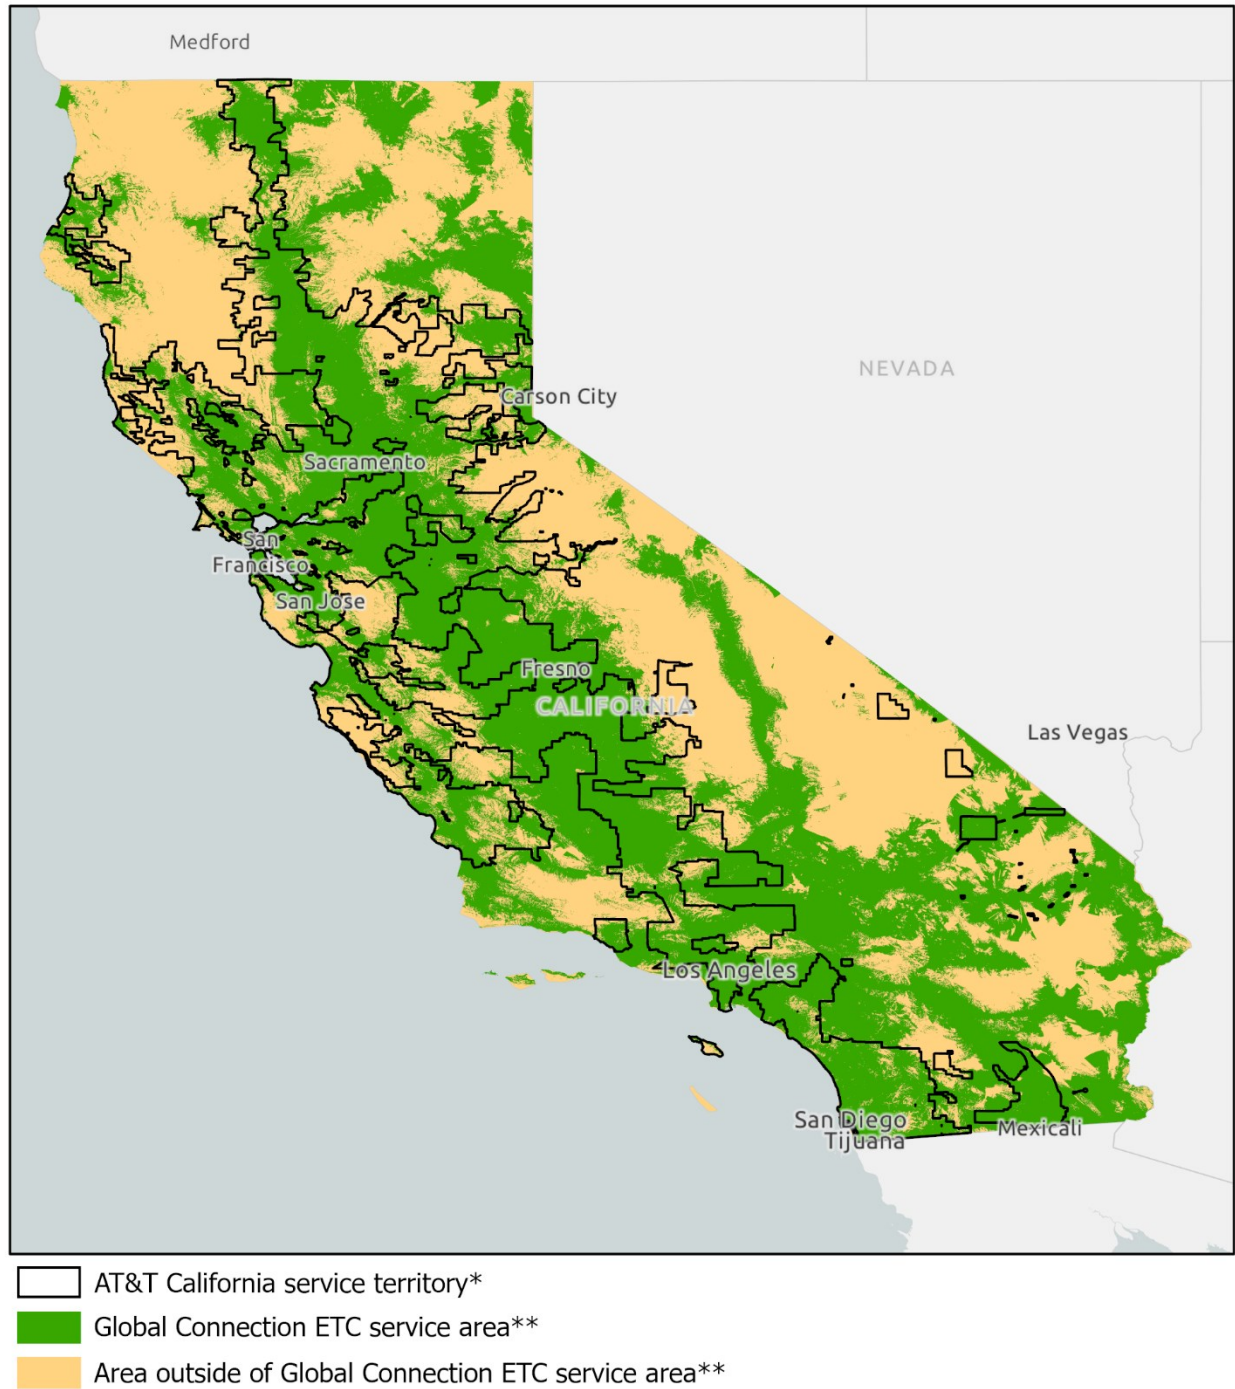 Medford
NEVADA
Carson City
Sacramento
San
Francisco
San Jose
Fresno
CALIFORNIA
Las Vegas
Los Angeles
San Diego
Tijuana
Mexicali
AT&T California service territory*
Global Connection ETC service area**
Area outside of Global Connection ETC service area**